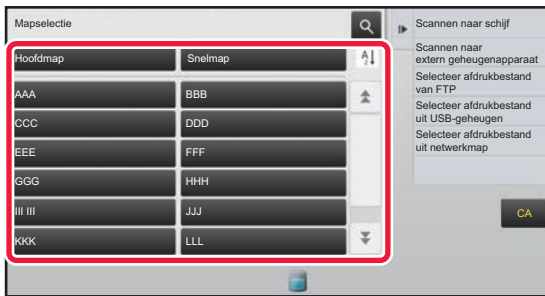 Mapselectie
Hoofdmap Snelmap
AAA BBB
CCC DDD
EEE FFF
GGG HHH
III III JJJ
KKK LLL
A
Z
Scannen naar schijf
Scannen naar
extern geheugenapparaat
Selecteer afdrukbestand
van FTP
Selecteer afdrukbestand
uit USB-geheugen
Selecteer afdrukbestand
uit netwerkmap
CA